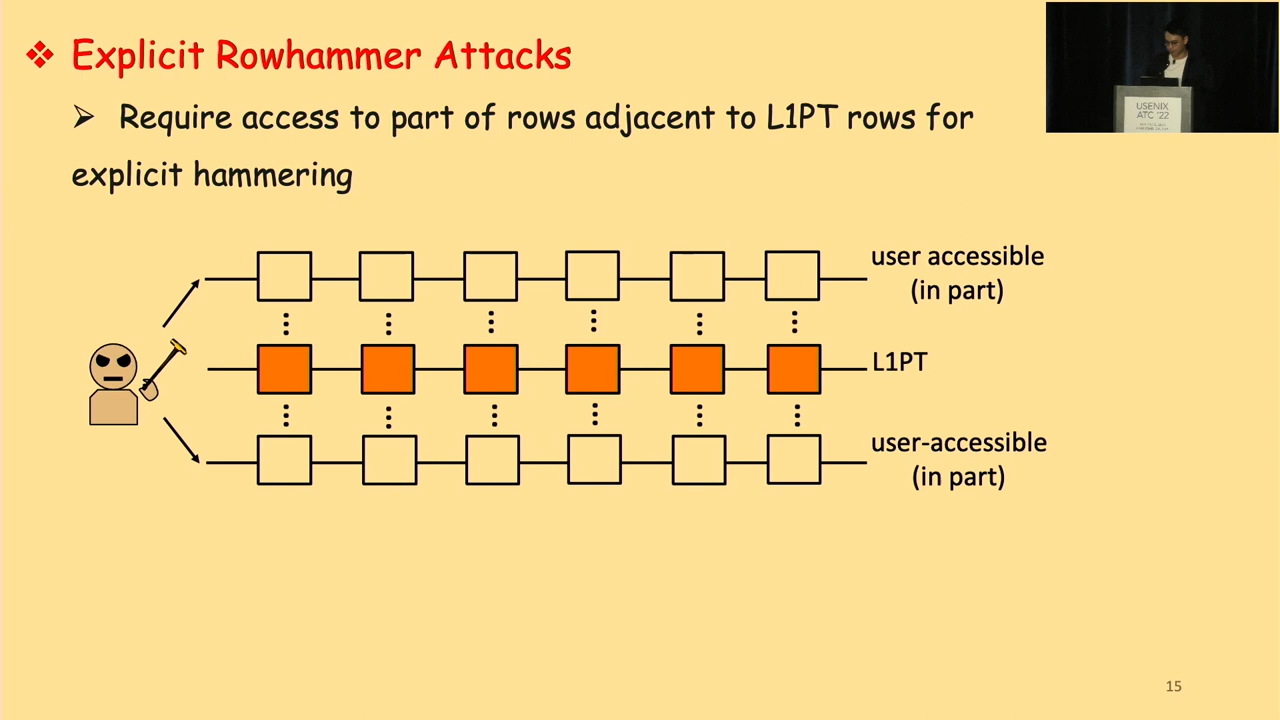 Explicit Rowhammer Attacks
Require access to part of rows adjacent to L1PT rows for
explicit hammering
user accessible
(in part)
L1PT
user-accessible
(in part)
USENIX
ATC '22
15